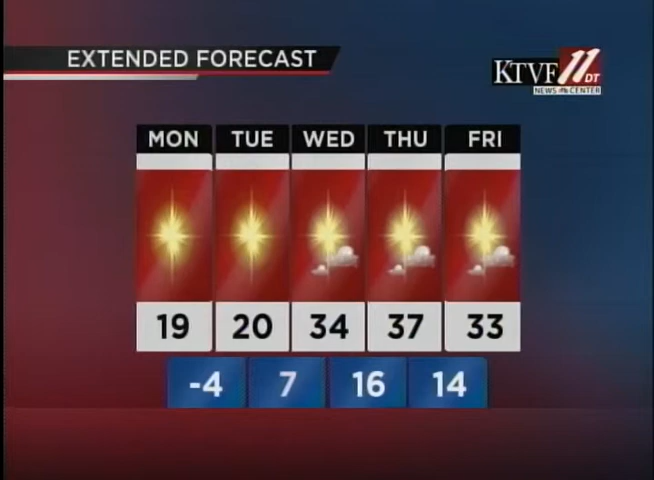 EXTENDED FORECAST
KTVF 11 DT
NEWS CENTER
MON TUE WED THU FRI
19 20 34 37 33
-4 7 16 14